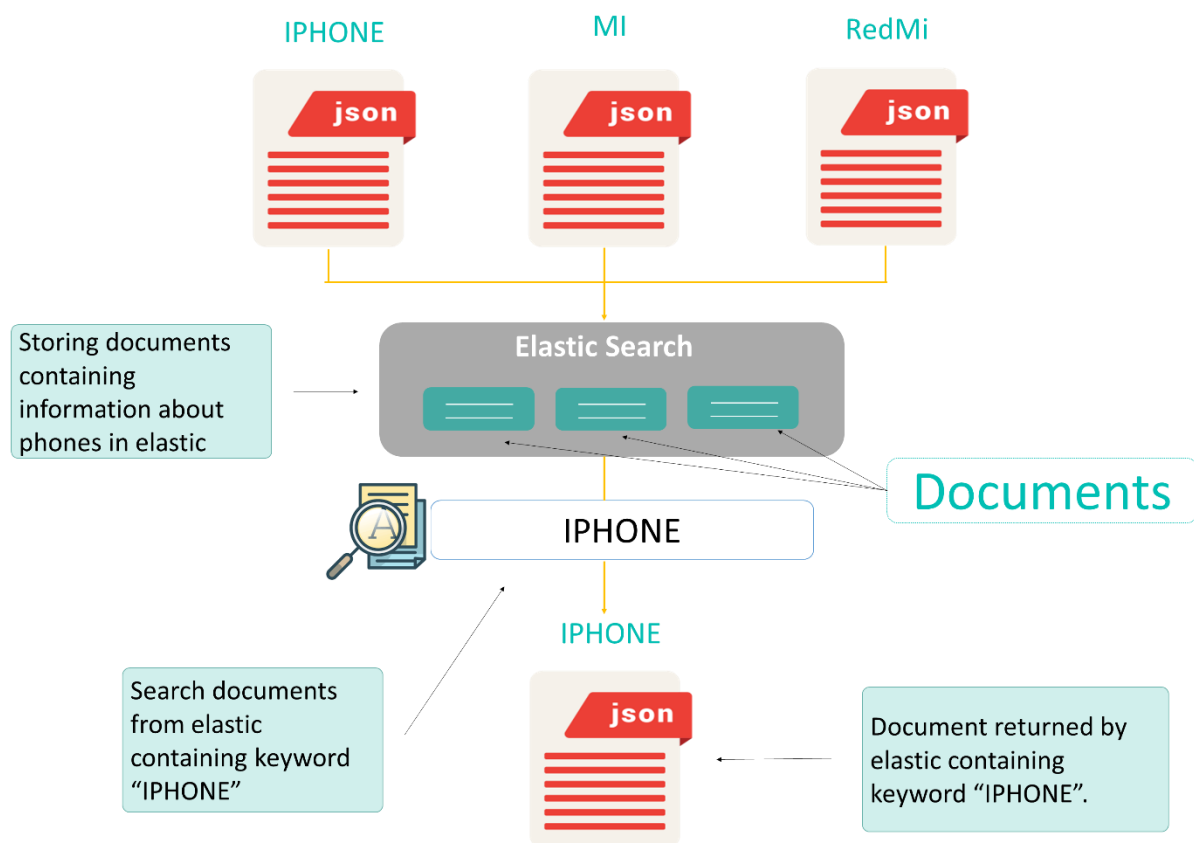 IPHONE
MI
RedMi
json
json
json
Storing documents
containing
information about
phones in elastic
Elastic Search
Documents
A
IPHONE
IPHONE
Search documents
from elastic
containing keyword
“IPHONE”
json
Document returned by
elastic containing
keyword “IPHONE”.